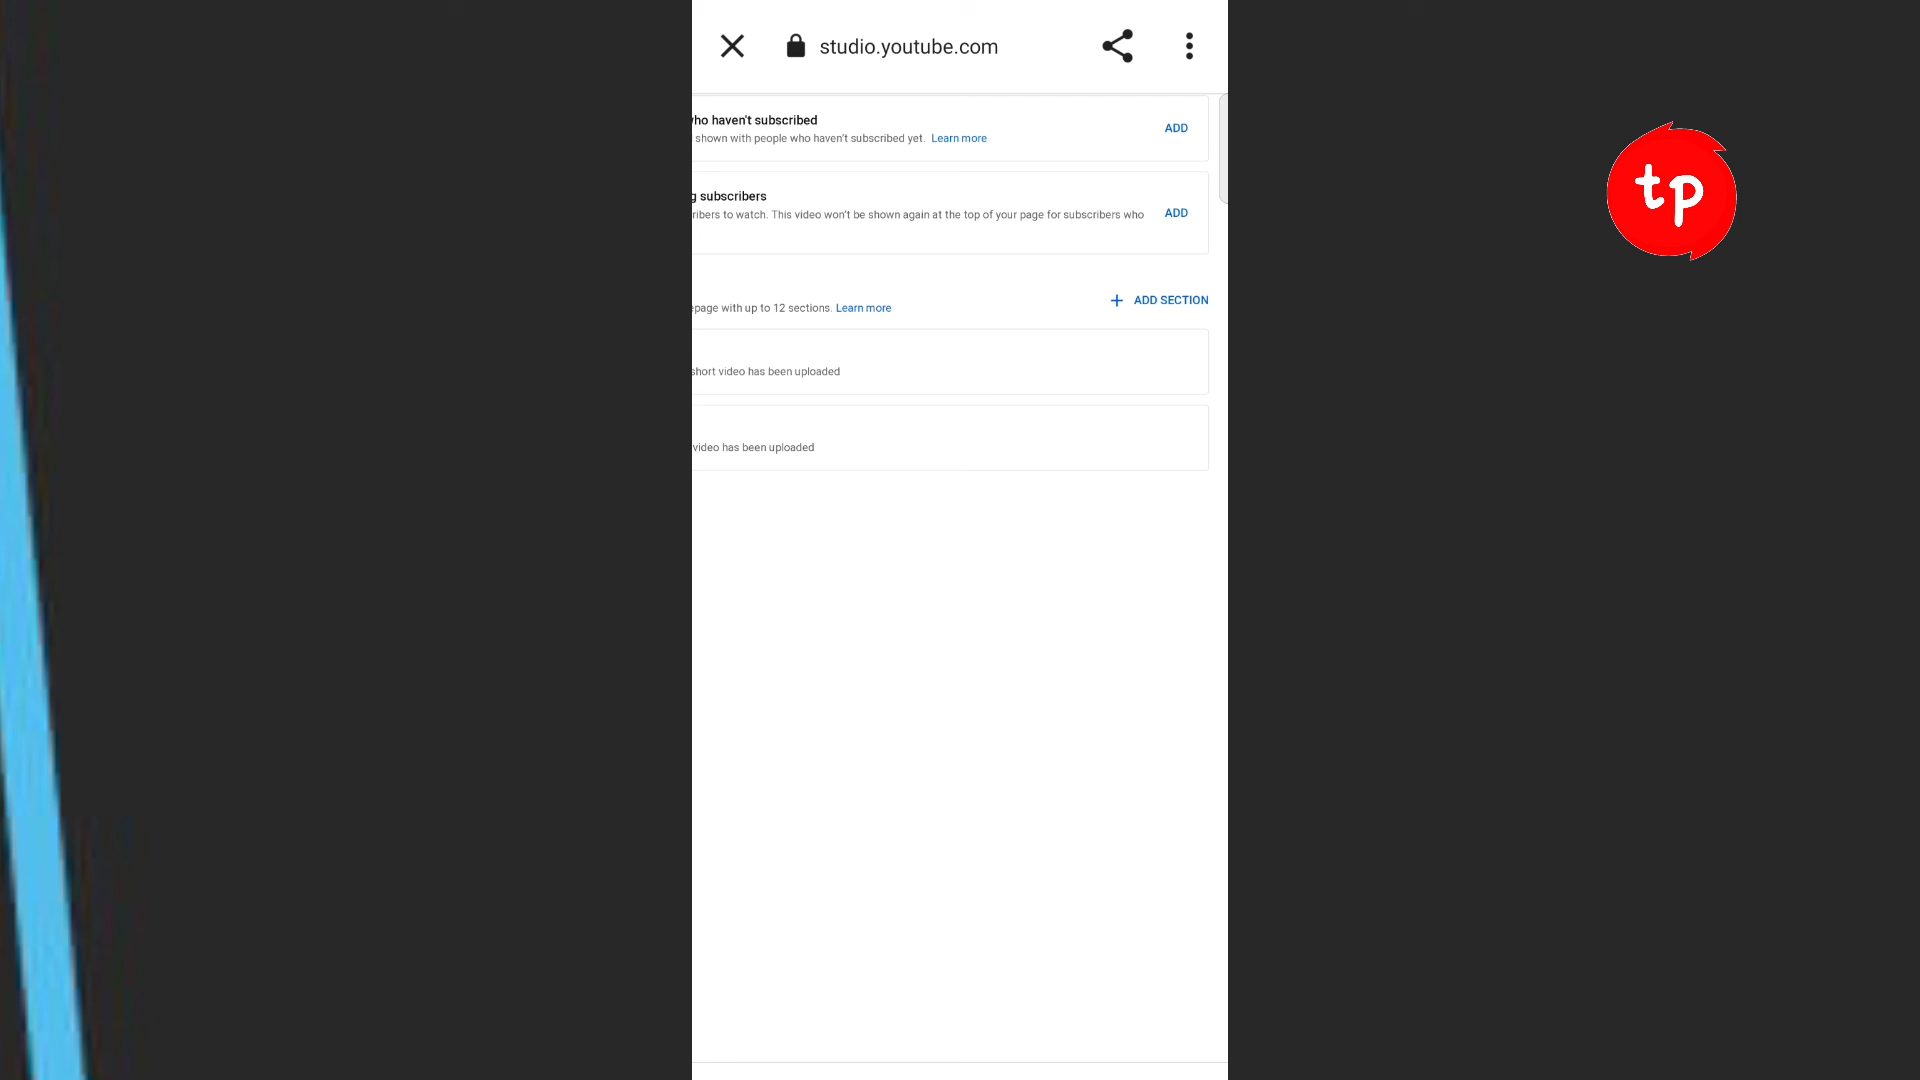 studio.youtube.com
who haven't subscribed
ADD
shown with people who haven't subscribed yet. Learn more
g subscribers
ribers to watch. This video won't be shown again at the top of your page for subscribers who
ADD
ADD SECTION
epage with up to 12 sections. Learn more
short video has been uploaded
video has been uploaded
tp